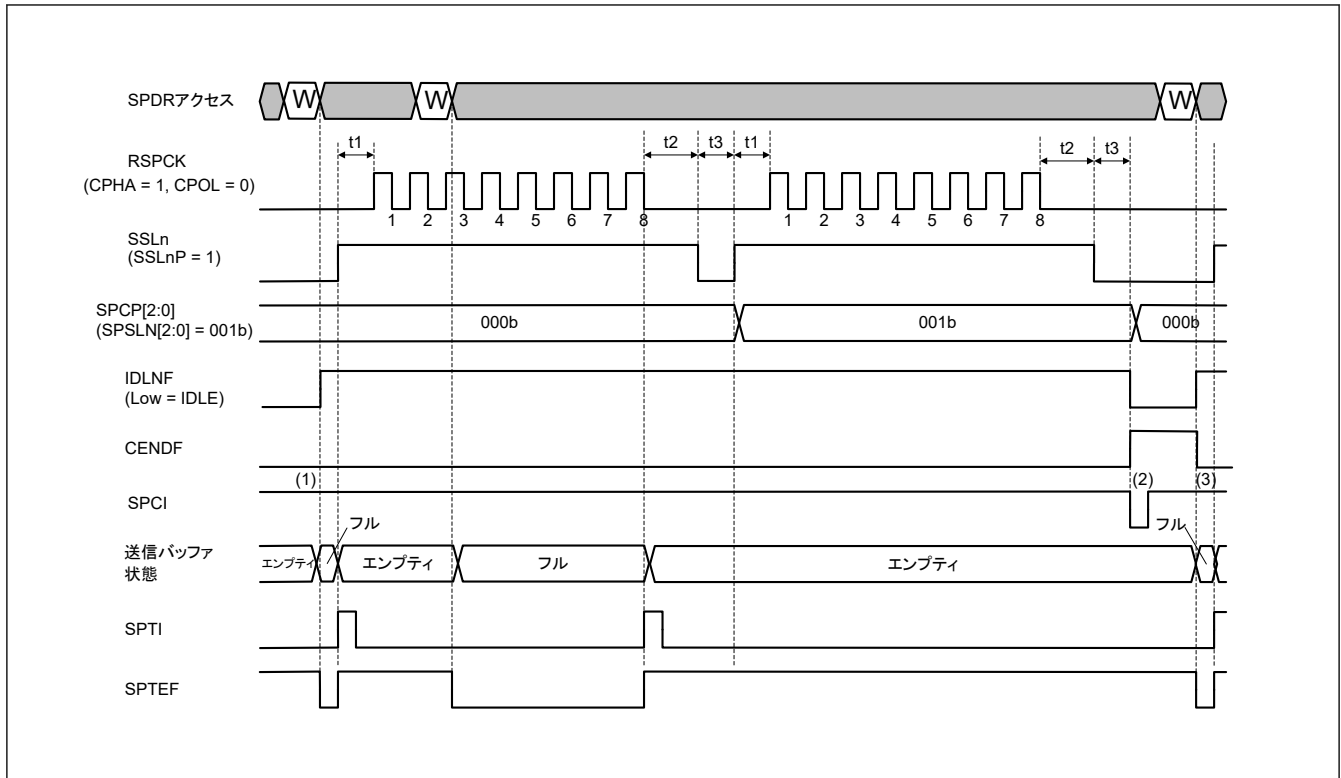 SPDRアクセス
W
W
W
t1
t2
t3
t1
t2
t3
RSPCK
(CPHA = 1, CPOL = 0)
1 2 3 4 5 6 7 8
1 2 3 4 5 6 7 8
SSLn
(SSLnP = 1)
SPCP[2:0]
(SPSLN[2:0] = 001b)
000b
001b
000b
IDLNF
(Low = IDLE)
CENDF
(1)
(2)
(3)
SPCI
フル
フル
送信バッファ
状態
エンプティ
エンプティ
フル
エンプティ
SPTI
SPTEF